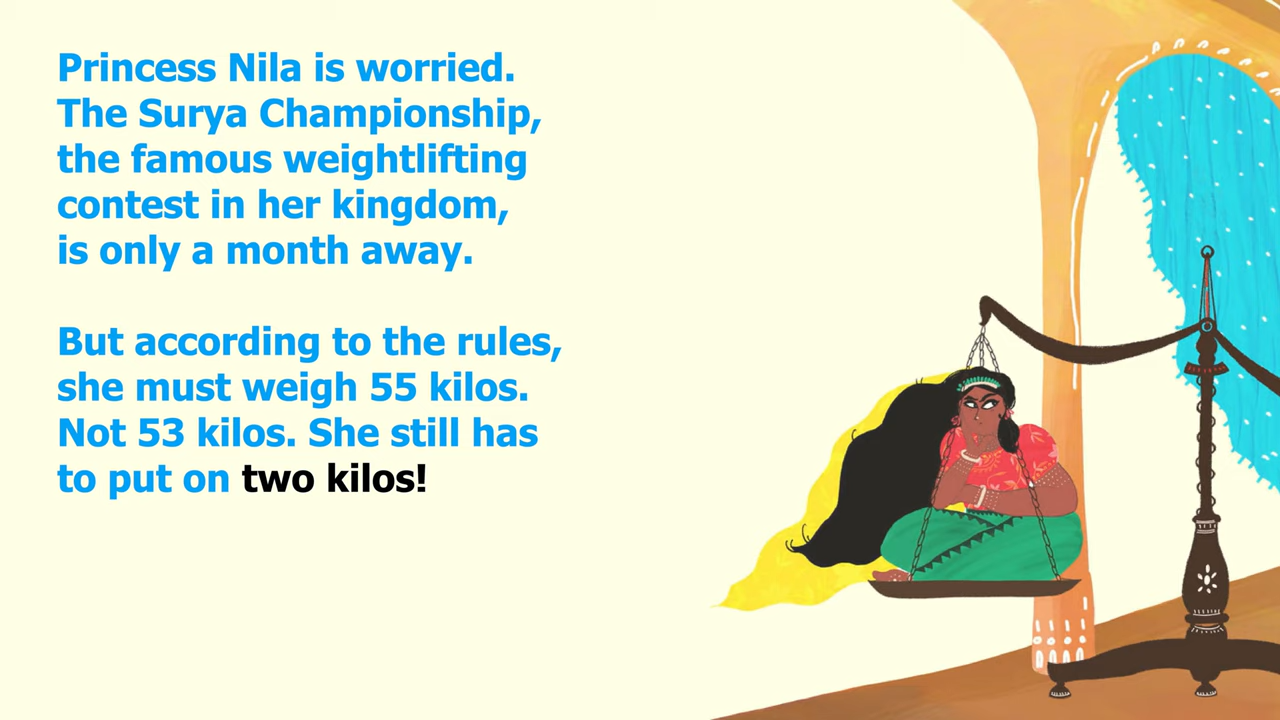 Princess Nila is worried.
The Surya Championship,
the famous weightlifting
contest in her kingdom,
is only a month away.
But according to the rules,
she must weigh 55 kilos.
Not 53 kilos. She still has
to put on two kilos!